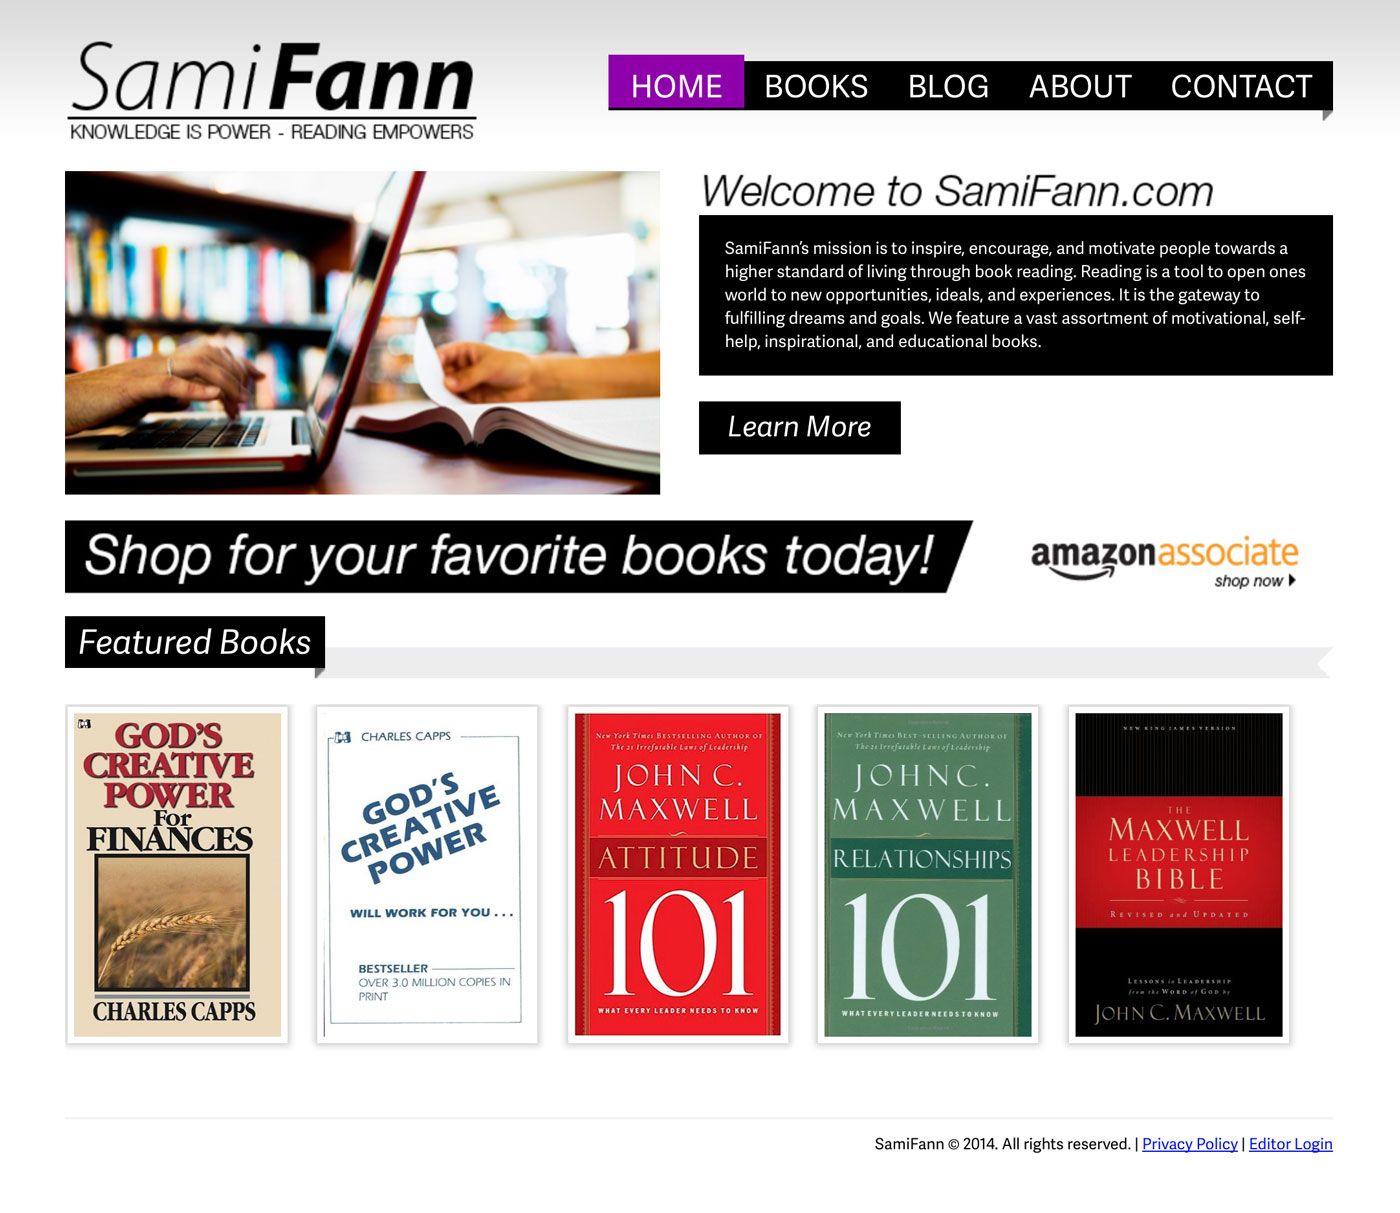 SamiFann
KNOWLEDGE IS POWER - READING EMPOWERS
HOME BOOKS BLOG ABOUT CONTACT
Welcome to SamiFann.com
SamiFann’s mission is to inspire, encourage, and motivate people towards a
higher standard of living through book reading. Reading is a tool to open ones
world to new opportunities, ideals, and experiences. It is the gateway to
fulfilling dreams and goals. We feature a vast assortment of motivational, self-
help, inspirational, and educational books.
Learn More
Shop for your favorite books today!
amazonassociate
shop now
Featured Books
GOD'S
CREATIVE
POWER
For
FINANCES
CHARLES CAPPS
CHARLES CAPPS
GOD'S
CREATIVE
POWER
WILL WORK FOR YOU . . .
BESTSELLER
OVER 3.0 MILLION COPIES IN
PRINT
New York Times BESTSELLING AUTHOR OF
The 21 Irrefutable Laws of Leadership
JOHN C.
MAXWELL
ATTITUDE
101
WHAT EVERY LEADER NEEDS TO KNOW
New York Times BEST-SELLING AUTHOR OF
The 21 Irrefutable Laws of Leadership
JOHN C.
MAXWELL
RELATIONSHIPS
101
WHAT EVERY LEADER NEEDS TO KNOW
NEW KING JAMES VERSION
THE
MAXWELL
LEADERSHIP
BIBLE
REVISED and UPDATED
LESSONS in LEADERSHIP
from the WORD of GOD by
JOHN C. MAXWELL
SamiFann © 2014. All rights reserved. | Privacy Policy | Editor Login